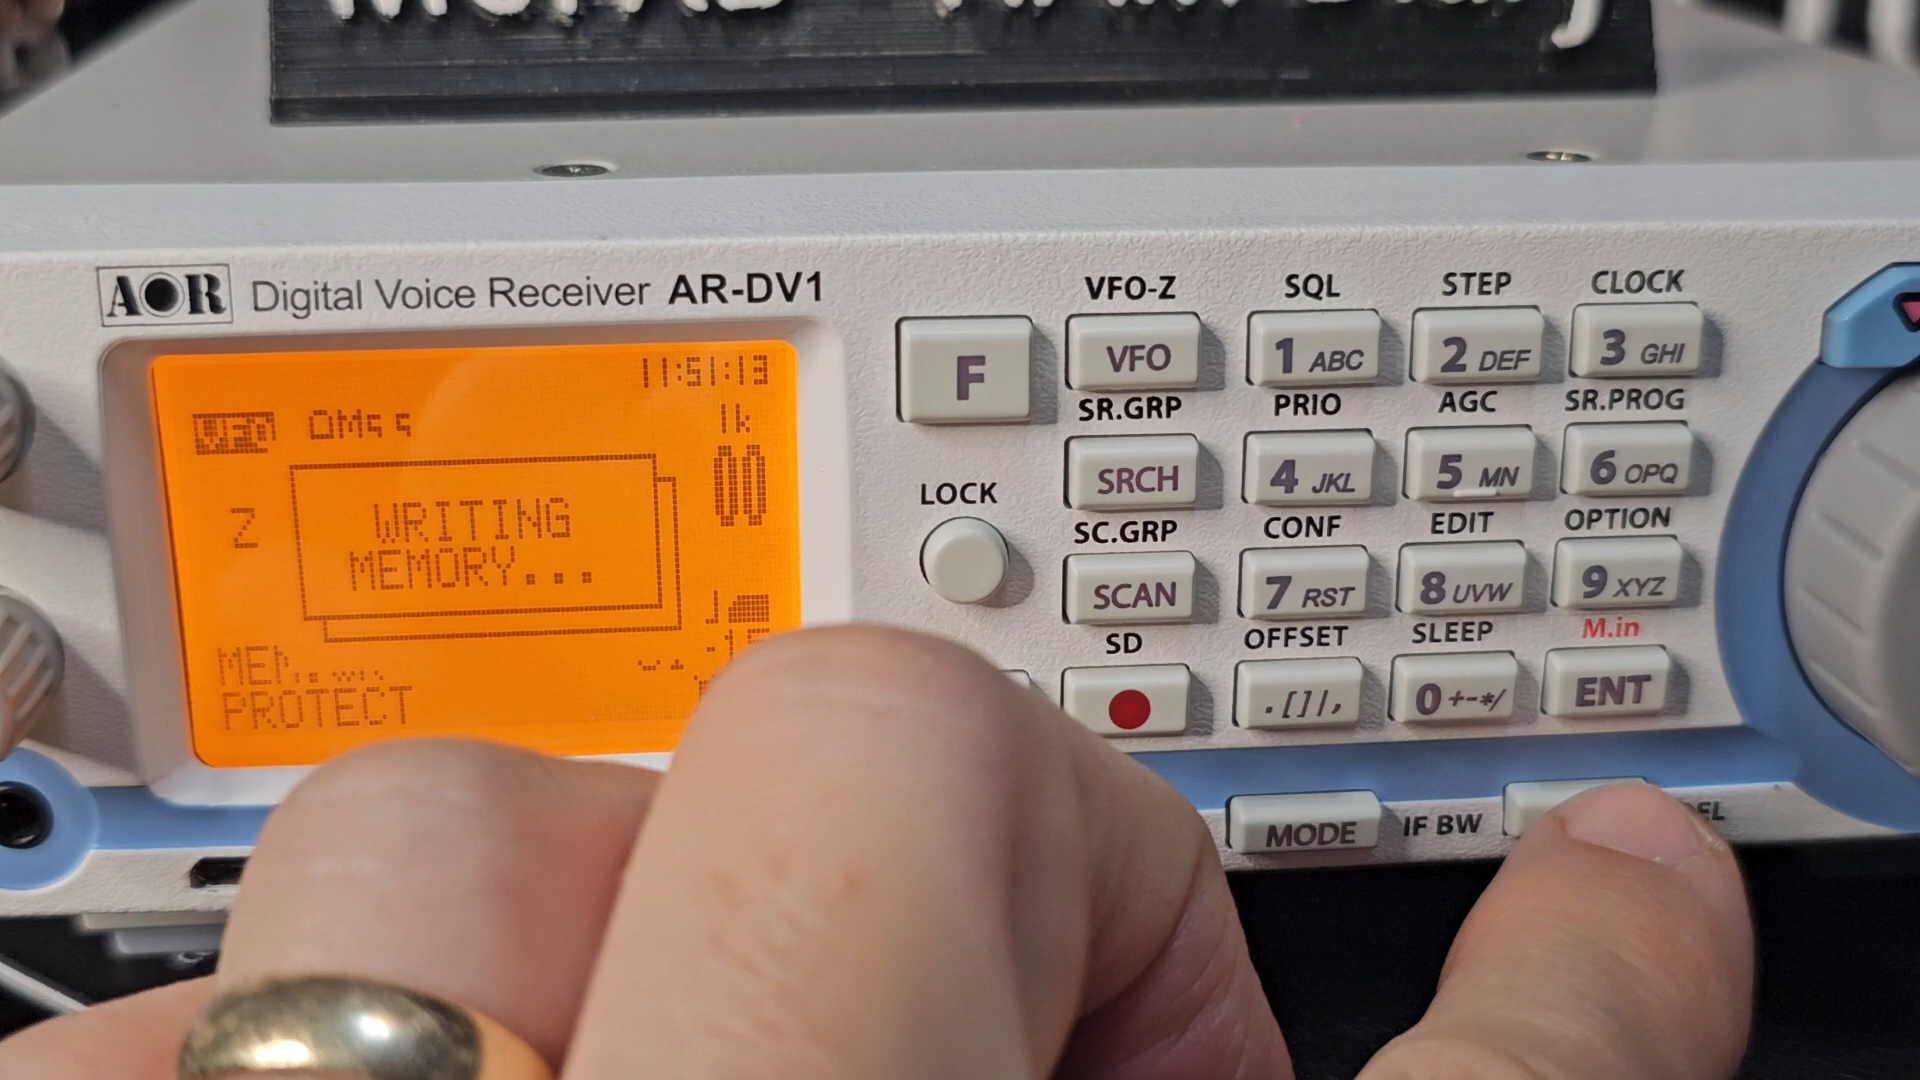 AOR Digital Voice Receiver AR-DV1
11:51:13
1k
00
Z
WRITING
MEMORY...
PROTECT
F
LOCK
VFO-Z SQL STEP CLOCK
VFO 1 ABC 2 DEF 3 GHI
SR.GRP PRIO AGC SR.PROG
SRCH 4 JKL 5 MN 6 OPQ
SC.GRP CONF EDIT OPTION
SCAN 7 RST 8 UVW 9 XYZ
SD OFFSET SLEEP M.in
.[]|, 0 +-*/ ENT
MODE IF BW